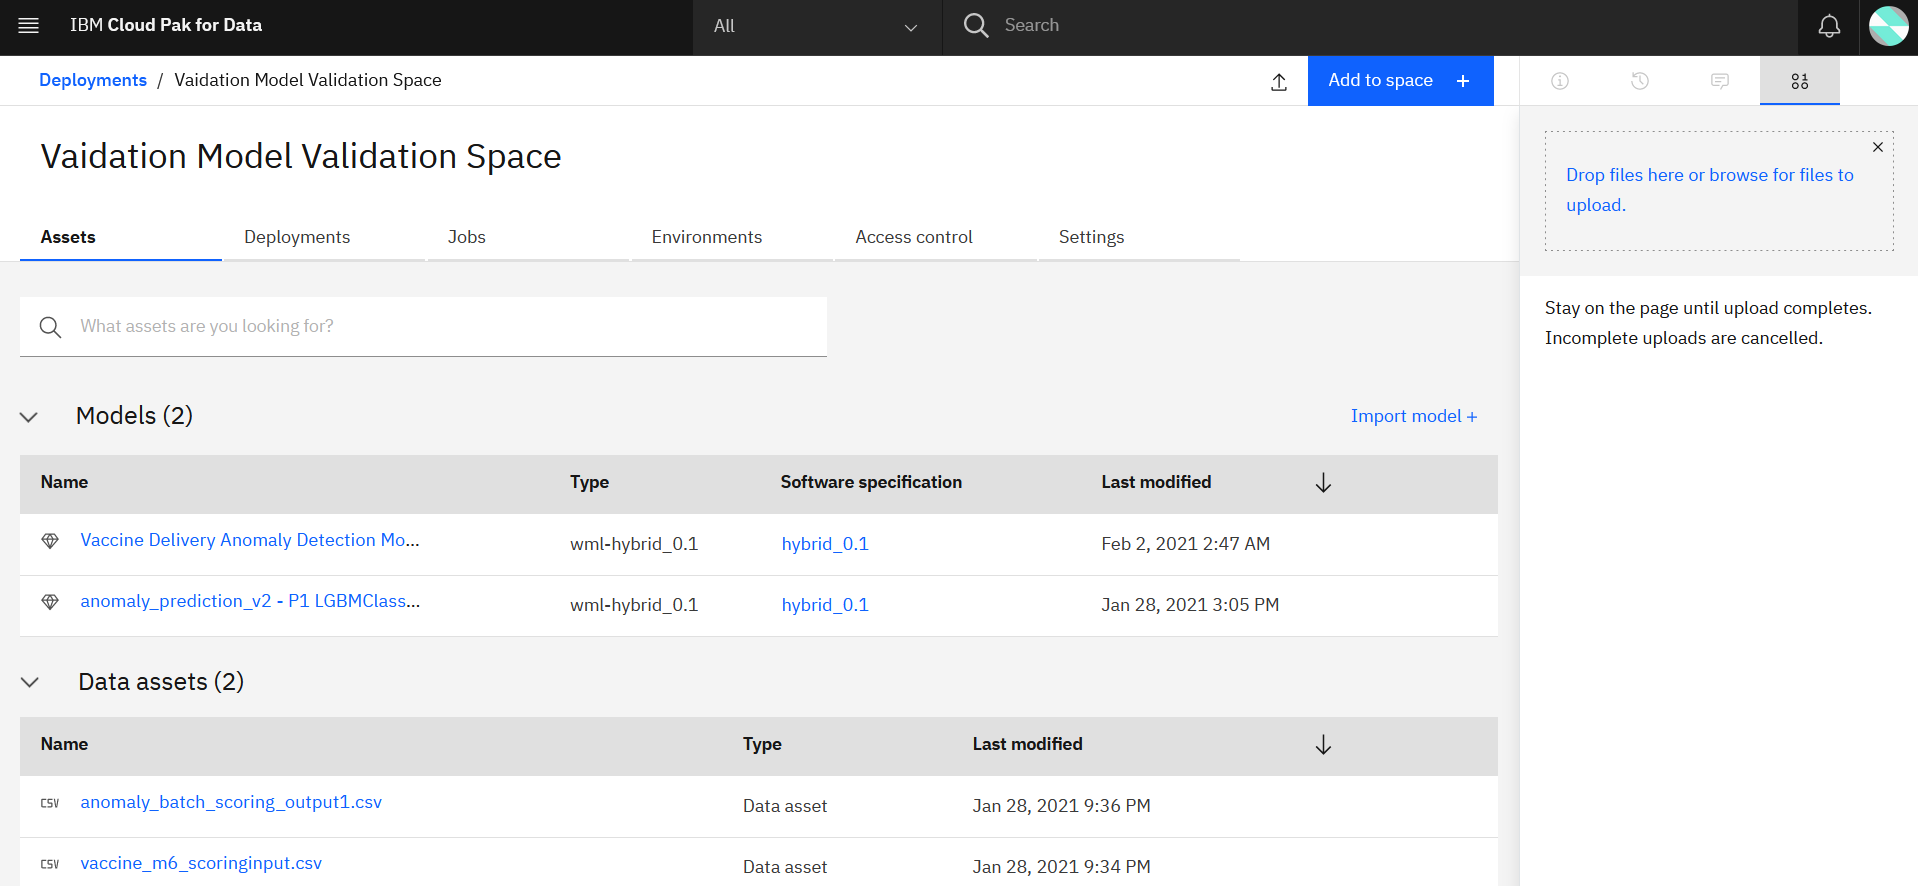 IBM Cloud Pak for Data
All
Search
Deployments / Vaidation Model Validation Space
Add to space +
Vaidation Model Validation Space
Assets
Deployments
Jobs
Environments
Access control
Settings
Drop files here or browse for files to
upload.
Stay on the page until upload completes.
Incomplete uploads are cancelled.
What assets are you looking for?
Models (2)
Import model +
Name Type Software specification Last modified
Vaccine Delivery Anomaly Detection Mo... wml-hybrid_0.1 hybrid_0.1 Feb 2, 2021 2:47 AM
anomaly_prediction_v2 - P1 LGBMClass... wml-hybrid_0.1 hybrid_0.1 Jan 28, 2021 3:05 PM
Data assets (2)
Name Type Last modified
CSV anomaly_batch_scoring_output1.csv Data asset Jan 28, 2021 9:36 PM
CSV vaccine_m6_scoringinput.csv Data asset Jan 28, 2021 9:34 PM